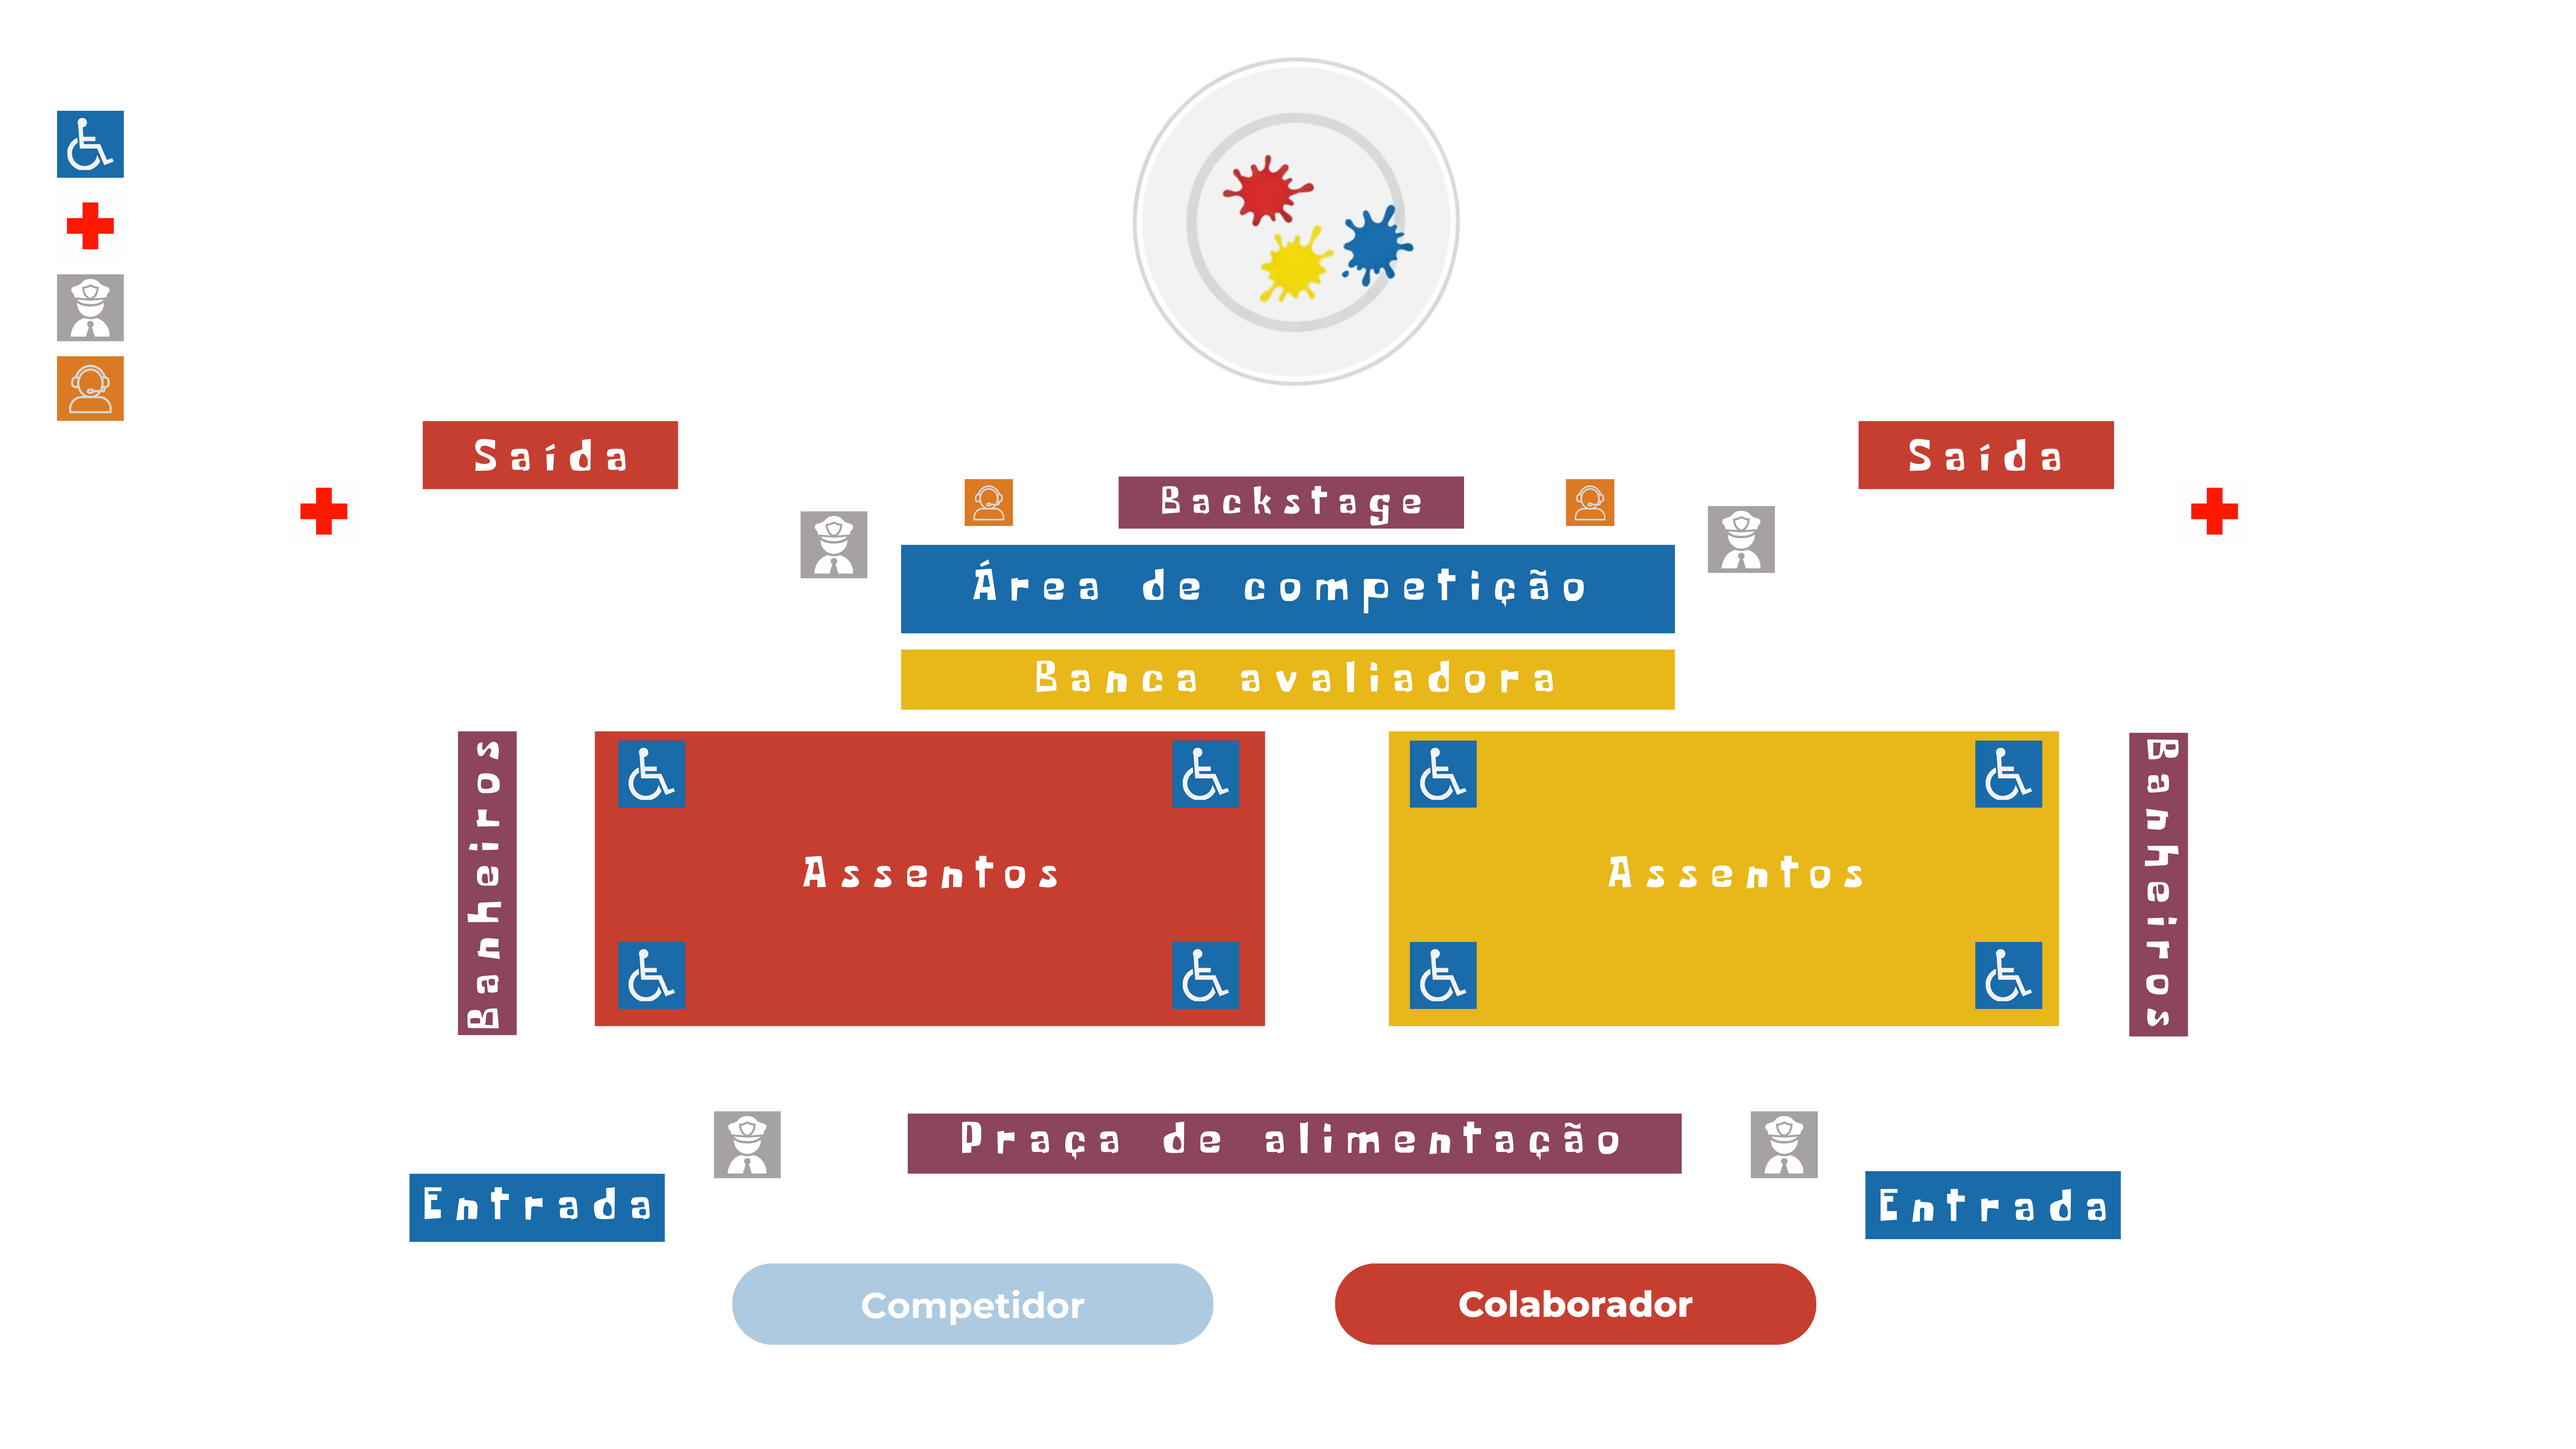 Saída
Saída
Backstage
Área de competição
Banca avaliadora
Banheiros
Assentos
Assentos
Banheiros
Praça de alimentação
Entrada
Entrada
Competidor
Colaborador